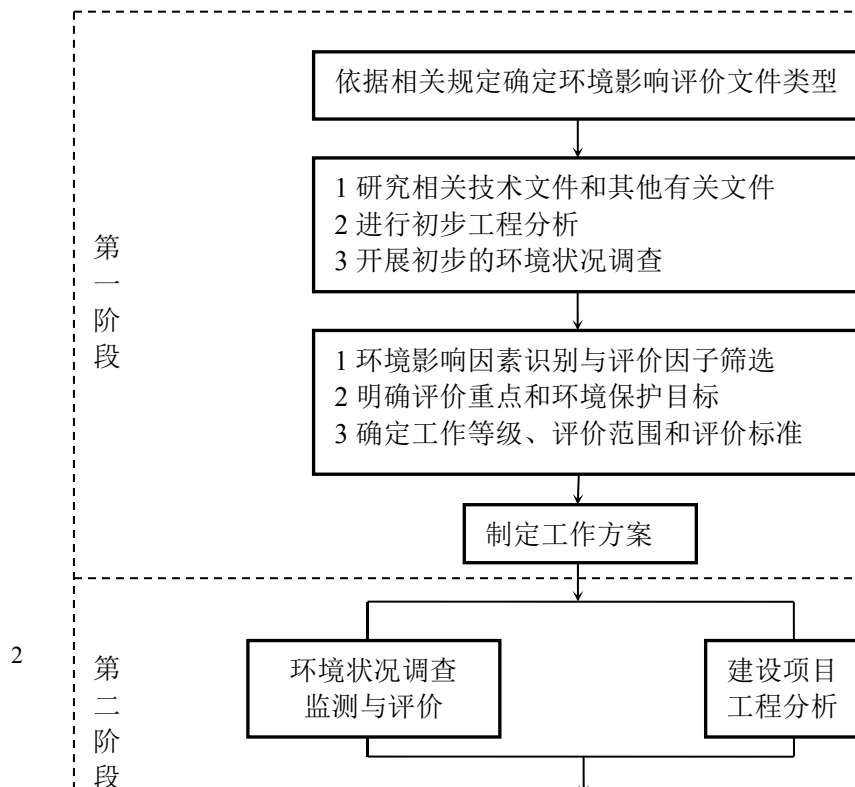 依据相关规定确定环境影响评价文件类型
1 研究相关技术文件和其他有关文件
2 进行初步工程分析
3 开展初步的环境状况调查
第
一
阶
段
1 环境影响因素识别与评价因子筛选
2 明确评价重点和环境保护目标
3 确定工作等级、评价范围和评价标准
制定工作方案
2
第
二
阶
段
环境状况调查
监测与评价
建设项目
工程分析